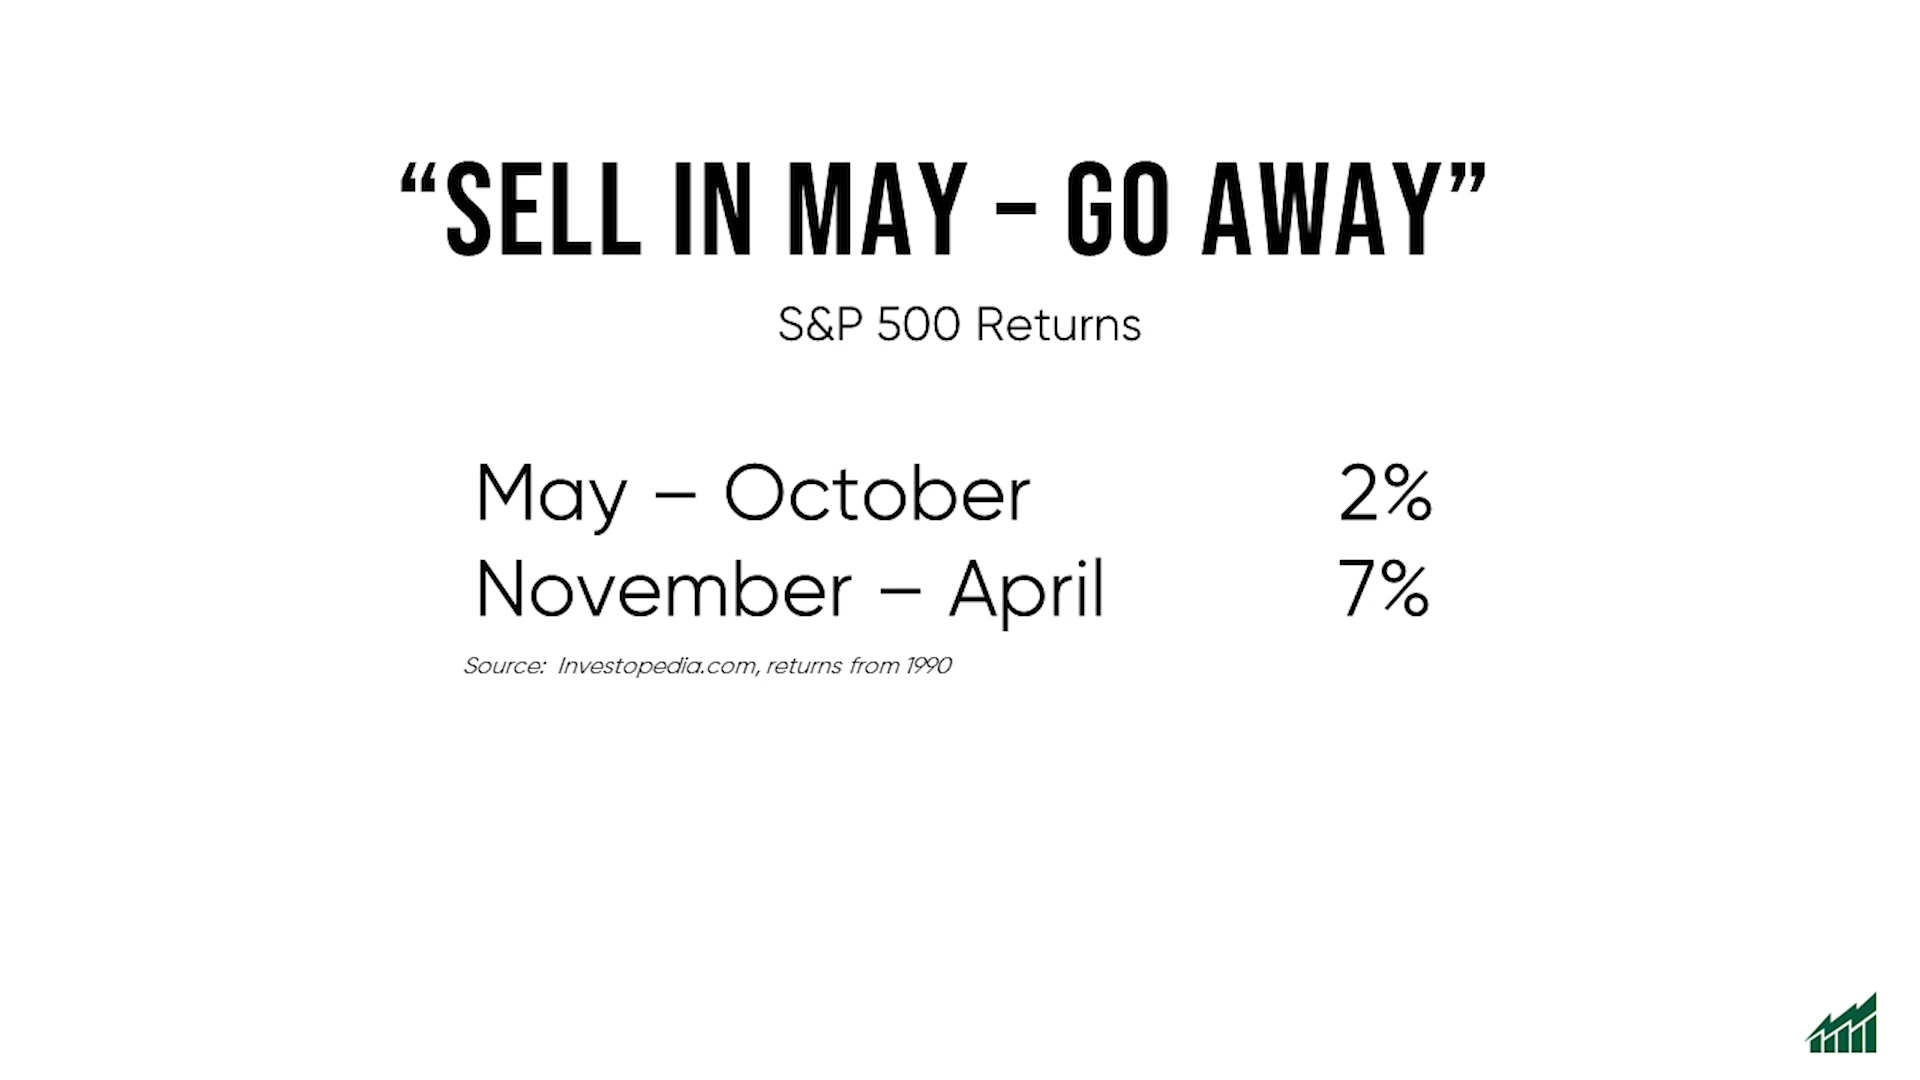 “SELL IN MAY – GO AWAY”
S&P 500 Returns
May – October 2%
November – April 7%
Source: Investopedia.com, returns from 1990